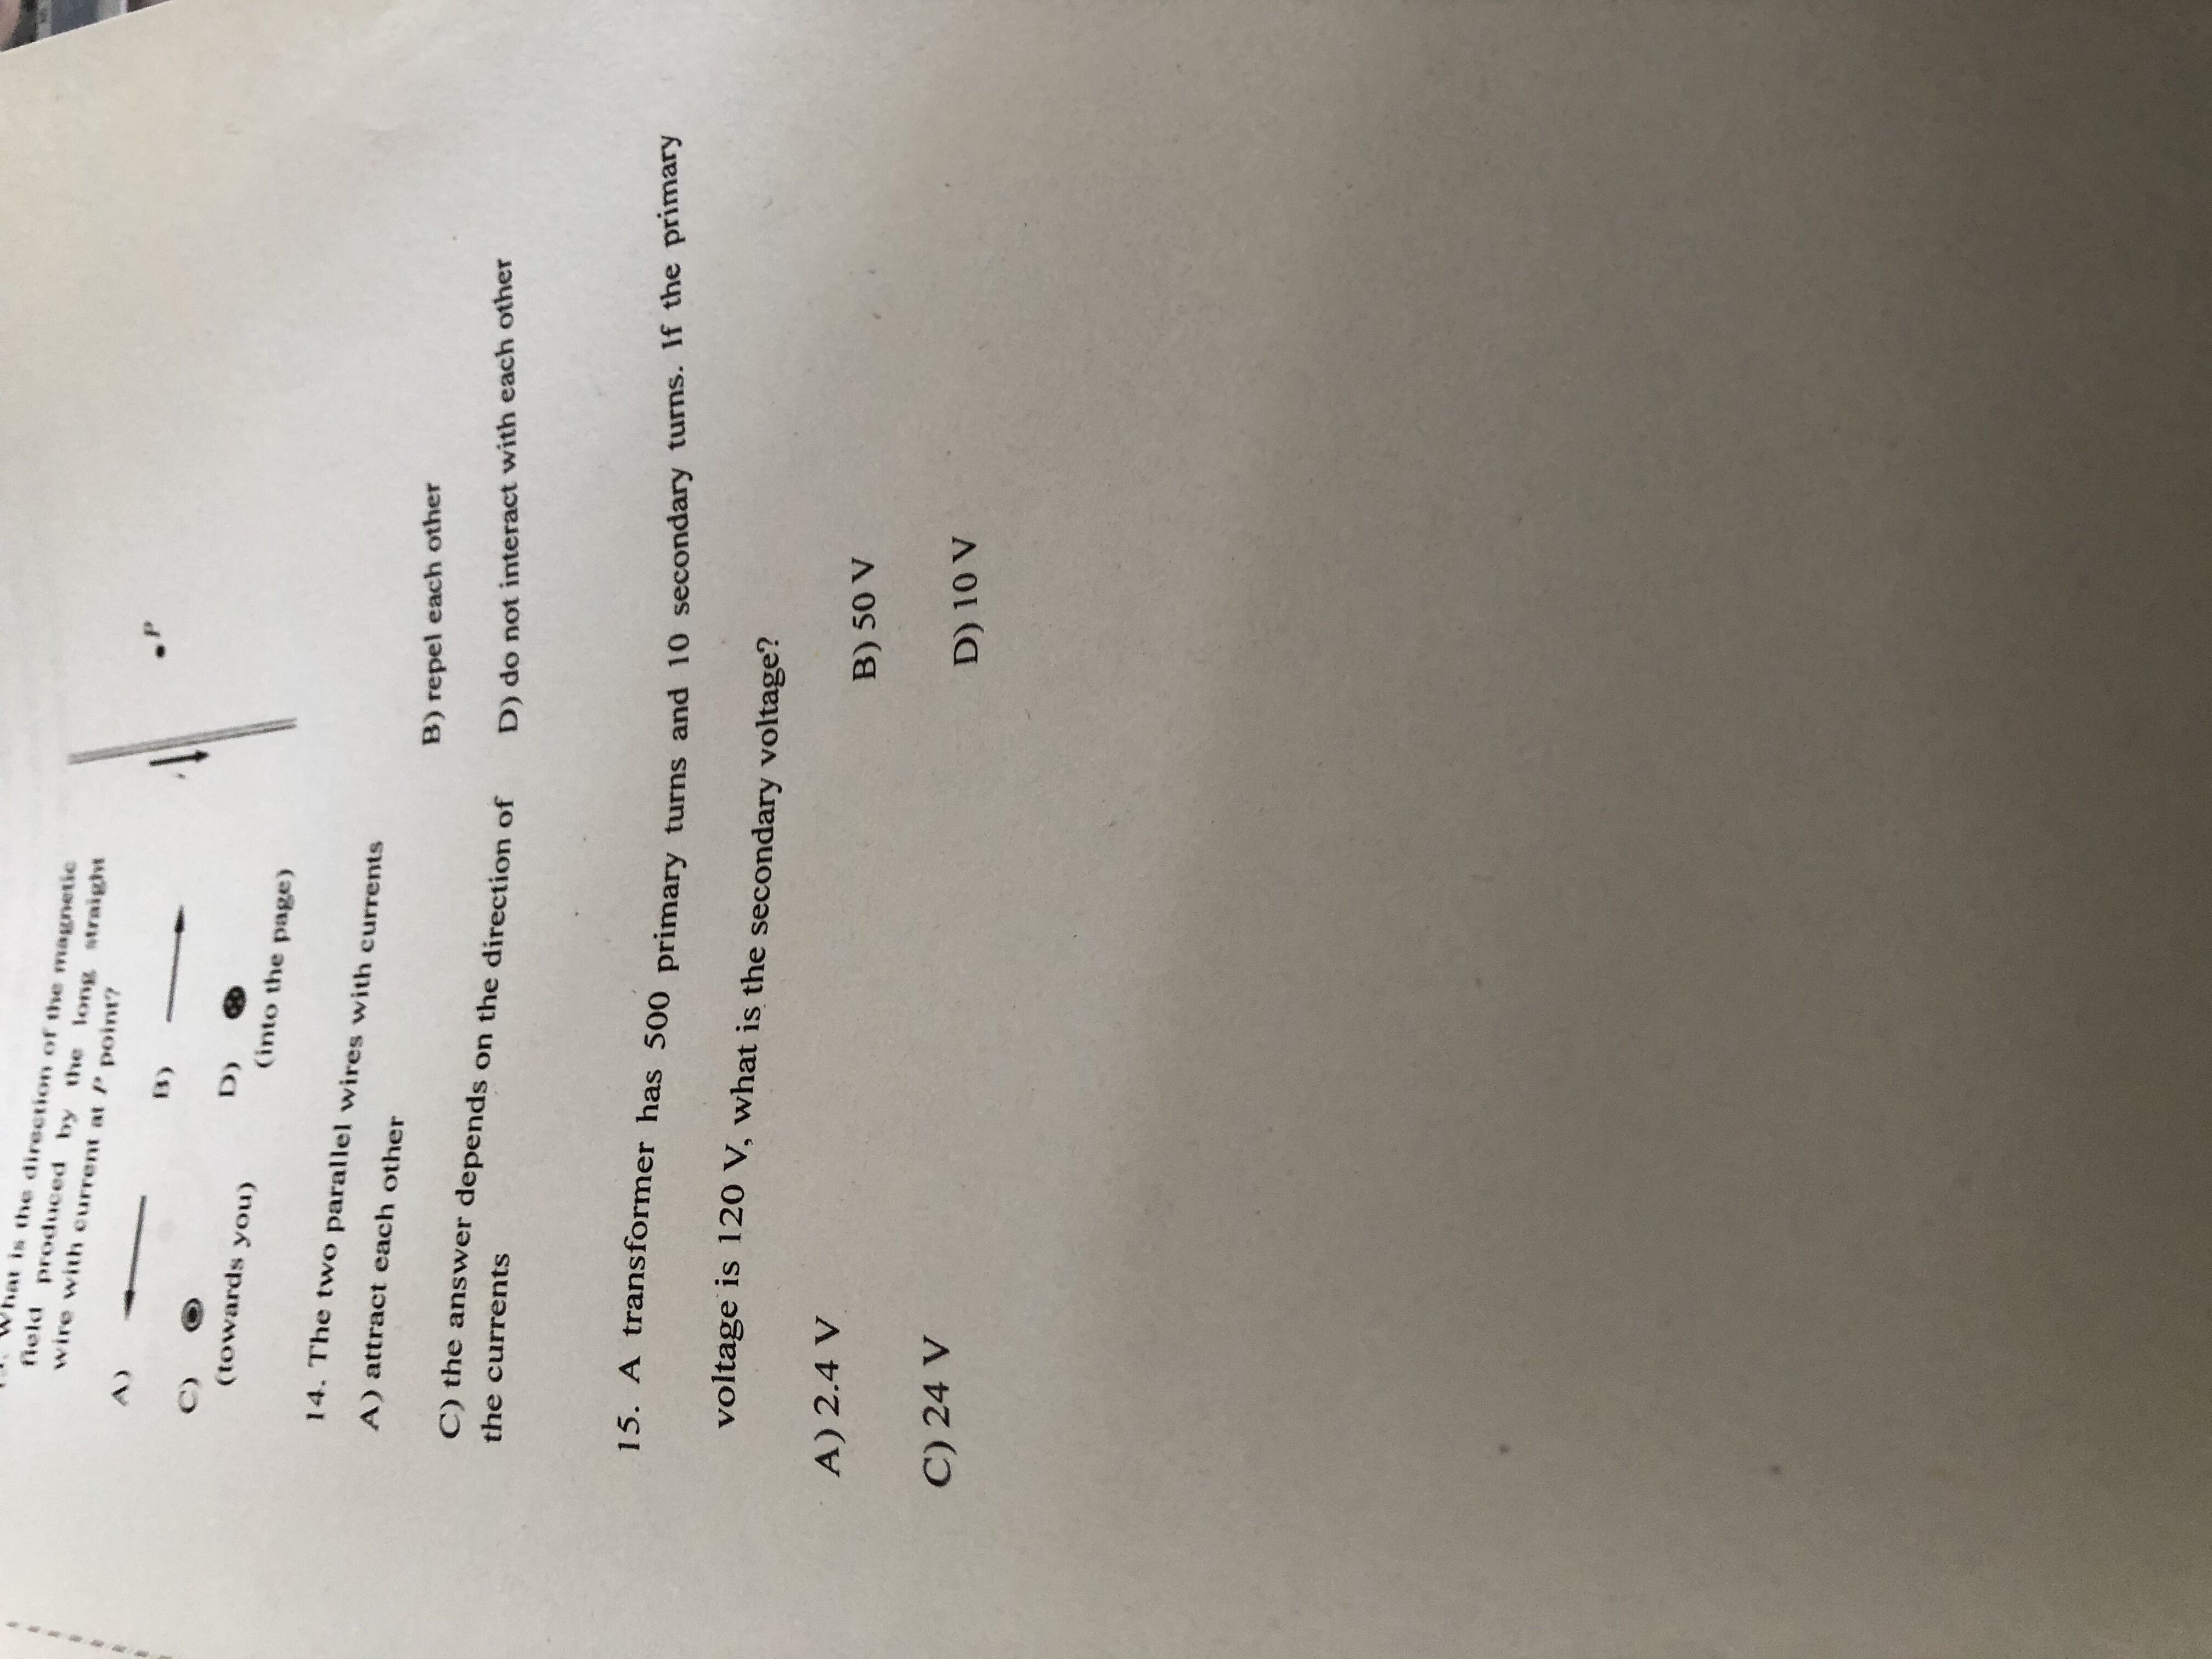 What is the direction of the magnetic
field produced by the long straight
wire with current at P point?
A)
B)
C)
(towards you)
D)
(into the page)
P
14. The two parallel wires with currents
A) attract each other
B) repel each other
C) the answer depends on the direction of
the currents
D) do not interact with each other
15. A transformer has 500 primary turns and 10 secondary turns. If the primary
voltage is 120 V, what is the secondary voltage?
A) 2.4 V
B) 50 V
C) 24 V
D) 10 V